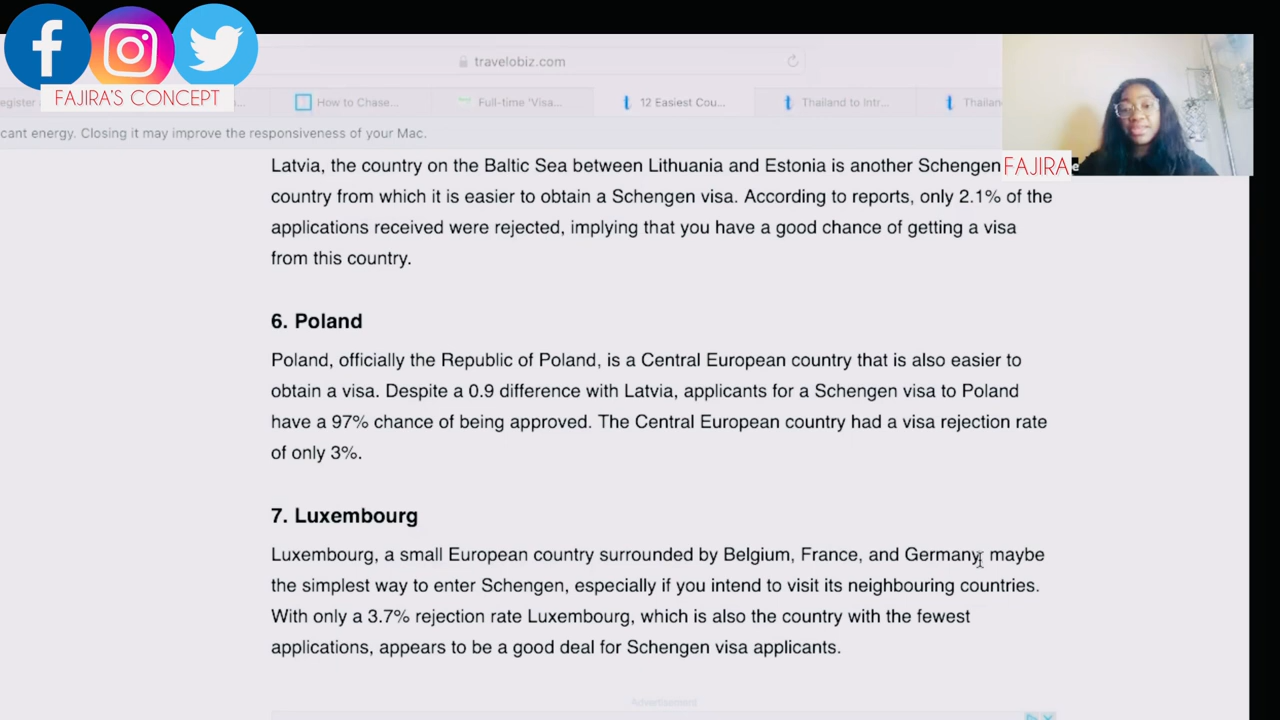 FAJIRA'S CONCEPT
travelobiz.com
egister
How to Chase...
Full-time 'Visa...
12 Easiest Cou...
Thailand to Intr...
Thailan
cant energy. Closing it may improve the responsiveness of your Mac.
FAJIRA
Latvia, the country on the Baltic Sea between Lithuania and Estonia is another Schengen
country from which it is easier to obtain a Schengen visa. According to reports, only 2.1% of the
applications received were rejected, implying that you have a good chance of getting a visa
from this country.
6. Poland
Poland, officially the Republic of Poland, is a Central European country that is also easier to
obtain a visa. Despite a 0.9 difference with Latvia, applicants for a Schengen visa to Poland
have a 97% chance of being approved. The Central European country had a visa rejection rate
of only 3%.
7. Luxembourg
Luxembourg, a small European country surrounded by Belgium, France, and Germany, maybe
the simplest way to enter Schengen, especially if you intend to visit its neighbouring countries.
With only a 3.7% rejection rate Luxembourg, which is also the country with the fewest
applications, appears to be a good deal for Schengen visa applicants.
Advertisement